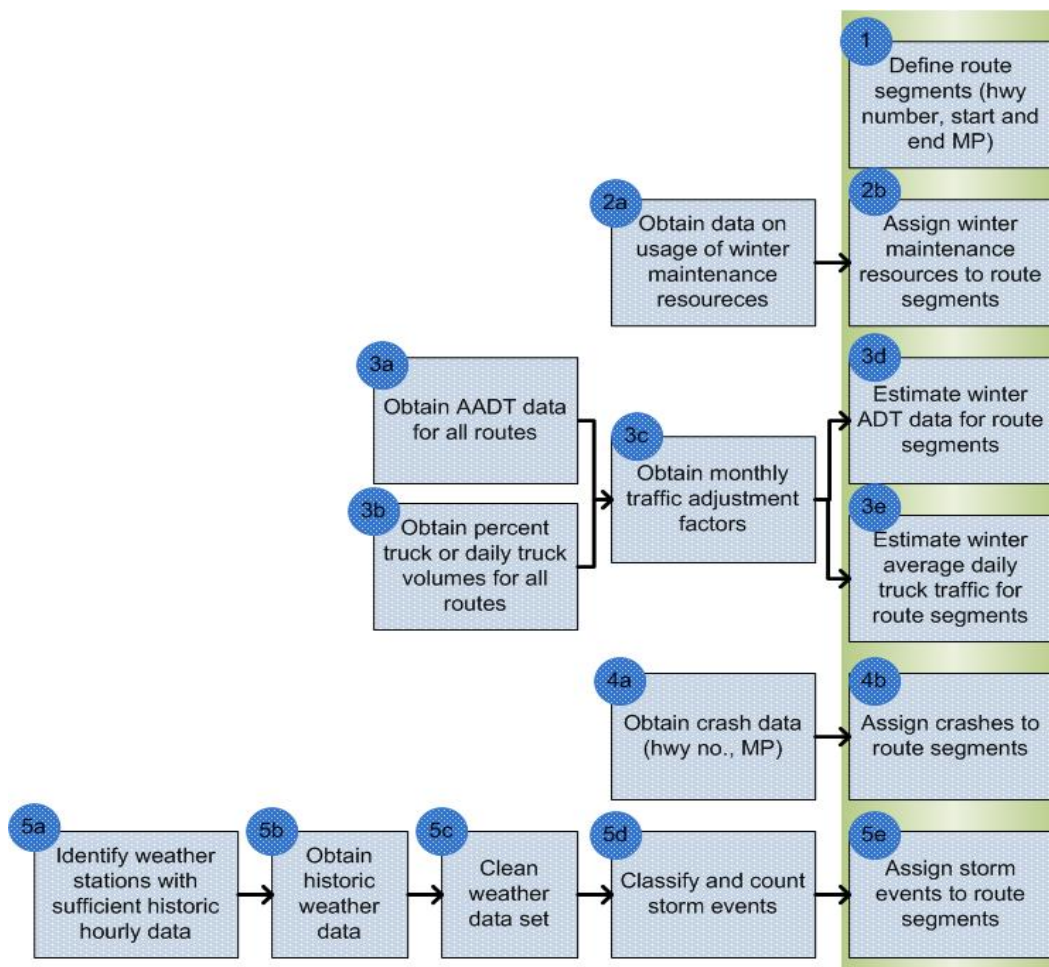 1
Define route
segments (hwy
number, start and
end MP)
2a
Obtain data on
usage of winter
maintenance
resoureces
2b
Assign winter
maintenance
resources to route
segments
3a
Obtain AADT data
for all routes
3b
Obtain percent
truck or daily truck
volumes for all
routes
3c
Obtain monthly
traffic adjustment
factors
3d
Estimate winter
ADT data for route
segments
3e
Estimate winter
average daily
truck traffic for
route segments
4a
Obtain crash data
(hwy no., MP)
4b
Assign crashes to
route segments
5a
Identify weather
stations with
sufficient historic
hourly data
5b
Obtain
historic
weather
data
5c
Clean
weather
data set
5d
Classify and count
storm events
5e
Assign storm
events to route
segments